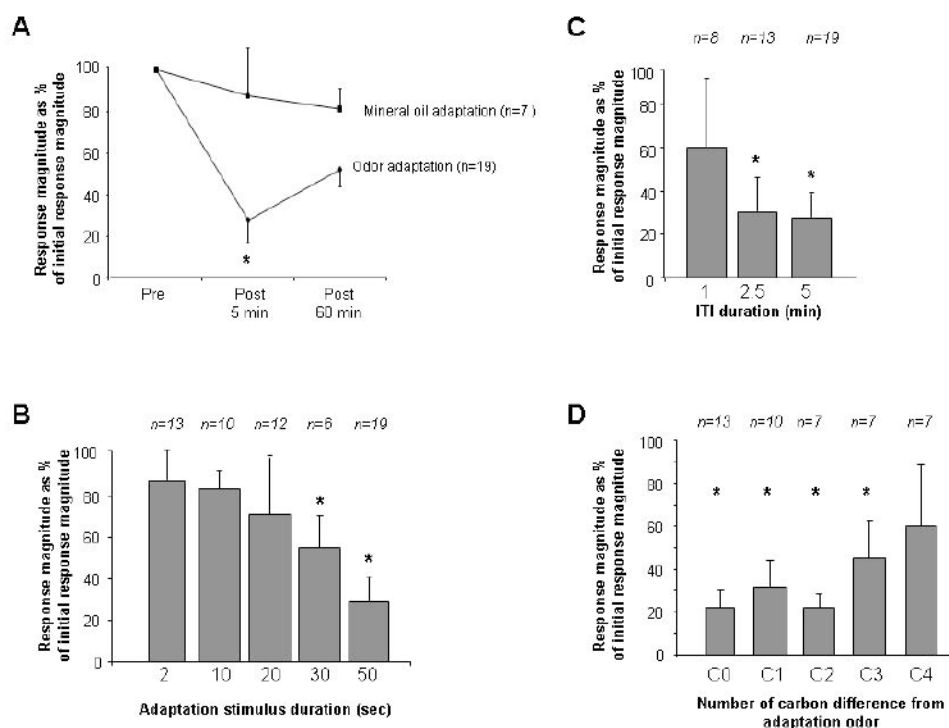 A
Response magnitude as %
of initial response magnitude
100
80
60
40
20
0
Mineral oil adaptation (n=7 )
Odor adaptation (n=19)
*
Pre
Post
5 min
Post
60 min
C
n=8 n=13 n=19
Response magnitude as %
of initial response magnitude
100
80
60
40
20
0
* *
1 2.5 5
ITI duration (min)
B
n=13 n=10 n=12 n=6 n=19
Response magnitude as %
of initial response magnitude
100
80
60
40
20
0
* *
2 10 20 30 50
Adaptation stimulus duration (sec)
D
n=13 n=10 n=7 n=7 n=7
Response magnitude as %
of initial response magnitude
100
80
60
40
20
0
* * * *
C0 C1 C2 C3 C4
Number of carbon difference from
adaptation odor